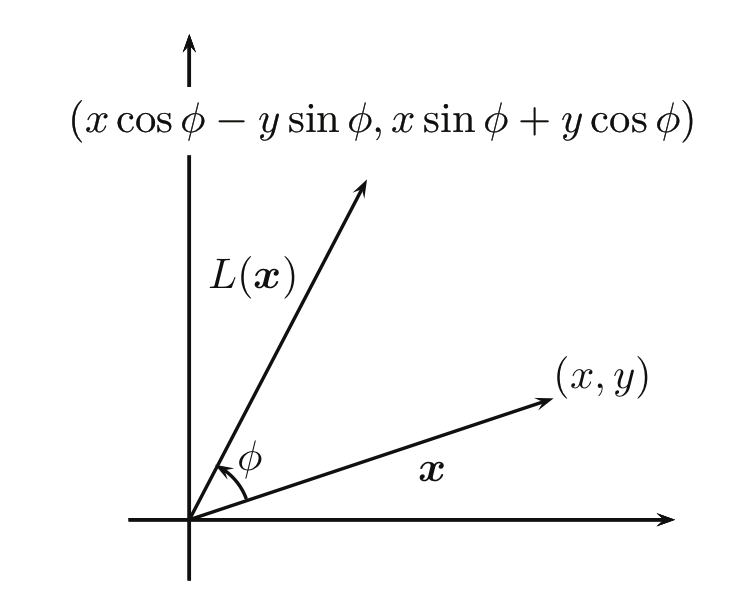 (x cos ϕ − y sin ϕ, x sin ϕ + y cos ϕ)
L(𝒙)
(x, y)
ϕ
𝒙